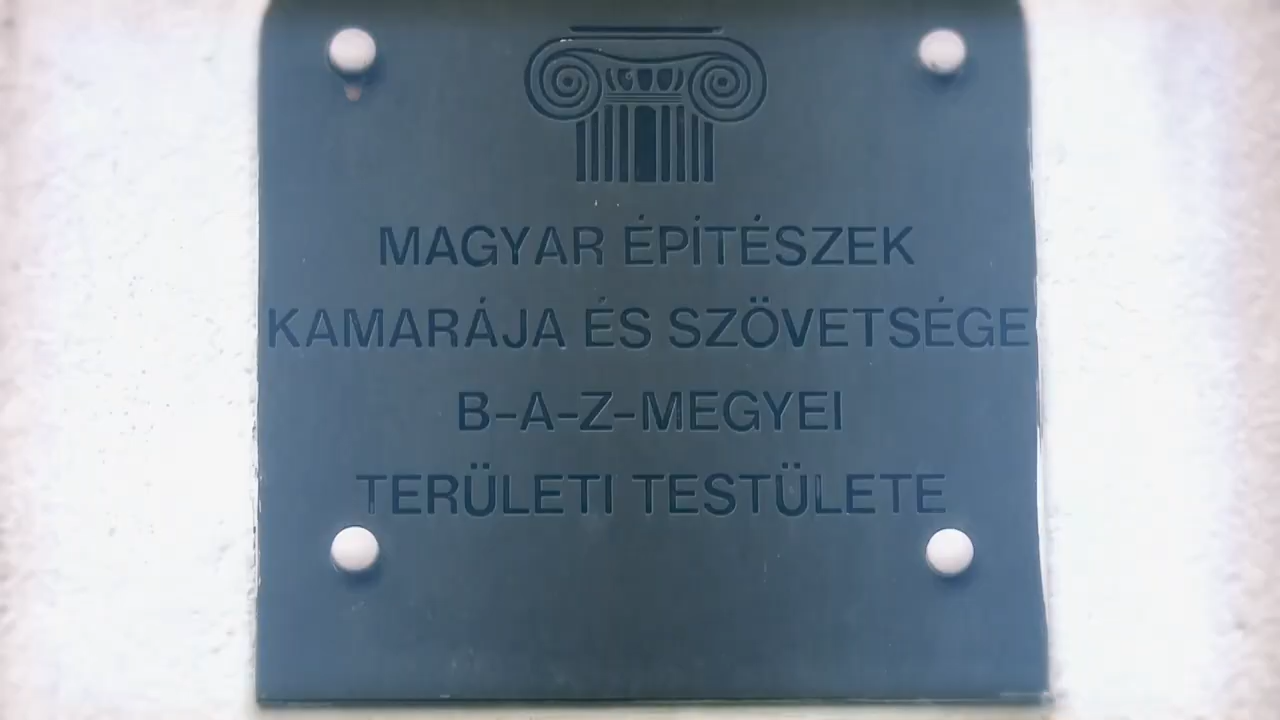 MAGYAR ÉPÍTÉSZEK
KAMARÁJA ÉS SZÖVETSÉGE
B-A-Z-MEGYEI
TERÜLETI TESTÜLETE